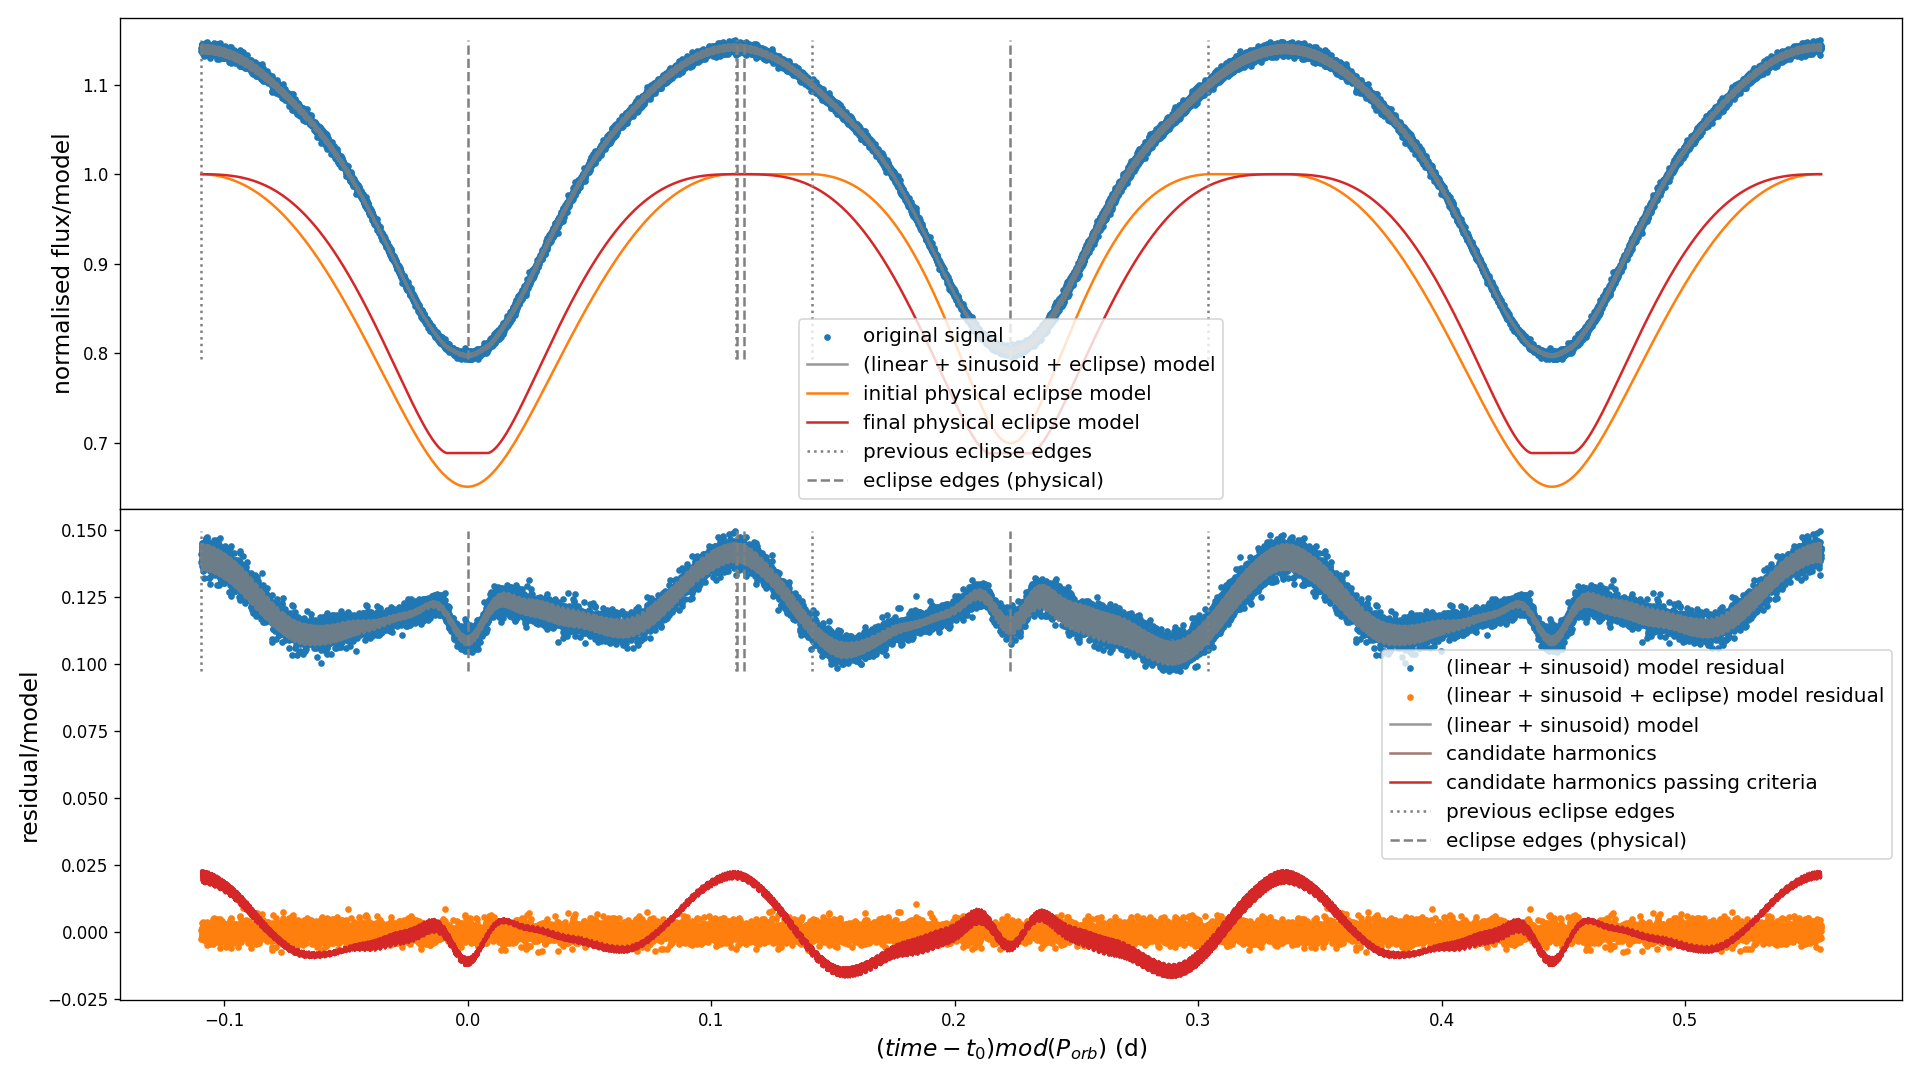 normalised flux/model
1.1
1.0
0.9
0.8
0.7
original signal
(linear + sinusoid + eclipse) model
initial physical eclipse model
final physical eclipse model
previous eclipse edges
eclipse edges (physical)
residual/model
0.150
0.125
0.100
0.075
0.050
0.025
0.000
−0.025
(linear + sinusoid) model residual
(linear + sinusoid + eclipse) model residual
(linear + sinusoid) model
candidate harmonics
candidate harmonics passing criteria
previous eclipse edges
eclipse edges (physical)
−0.1 0.0 0.1 0.2 0.3 0.4 0.5
(time − t₀)mod(P_orb) (d)